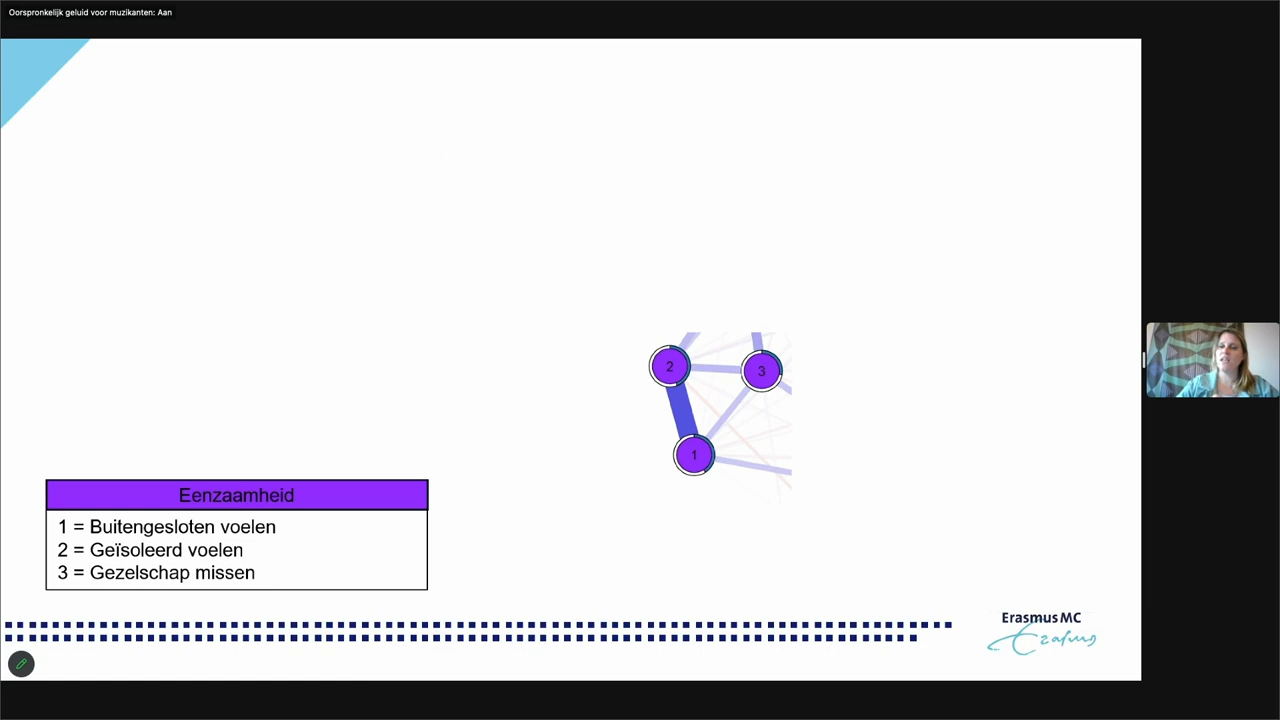 Oorspronkelijk geluid voor muzikanten: Aan
2
3
1
Eenzaamheid
1 = Buitengesloten voelen
2 = Geïsoleerd voelen
3 = Gezelschap missen
Erasmus MC
Erasmus